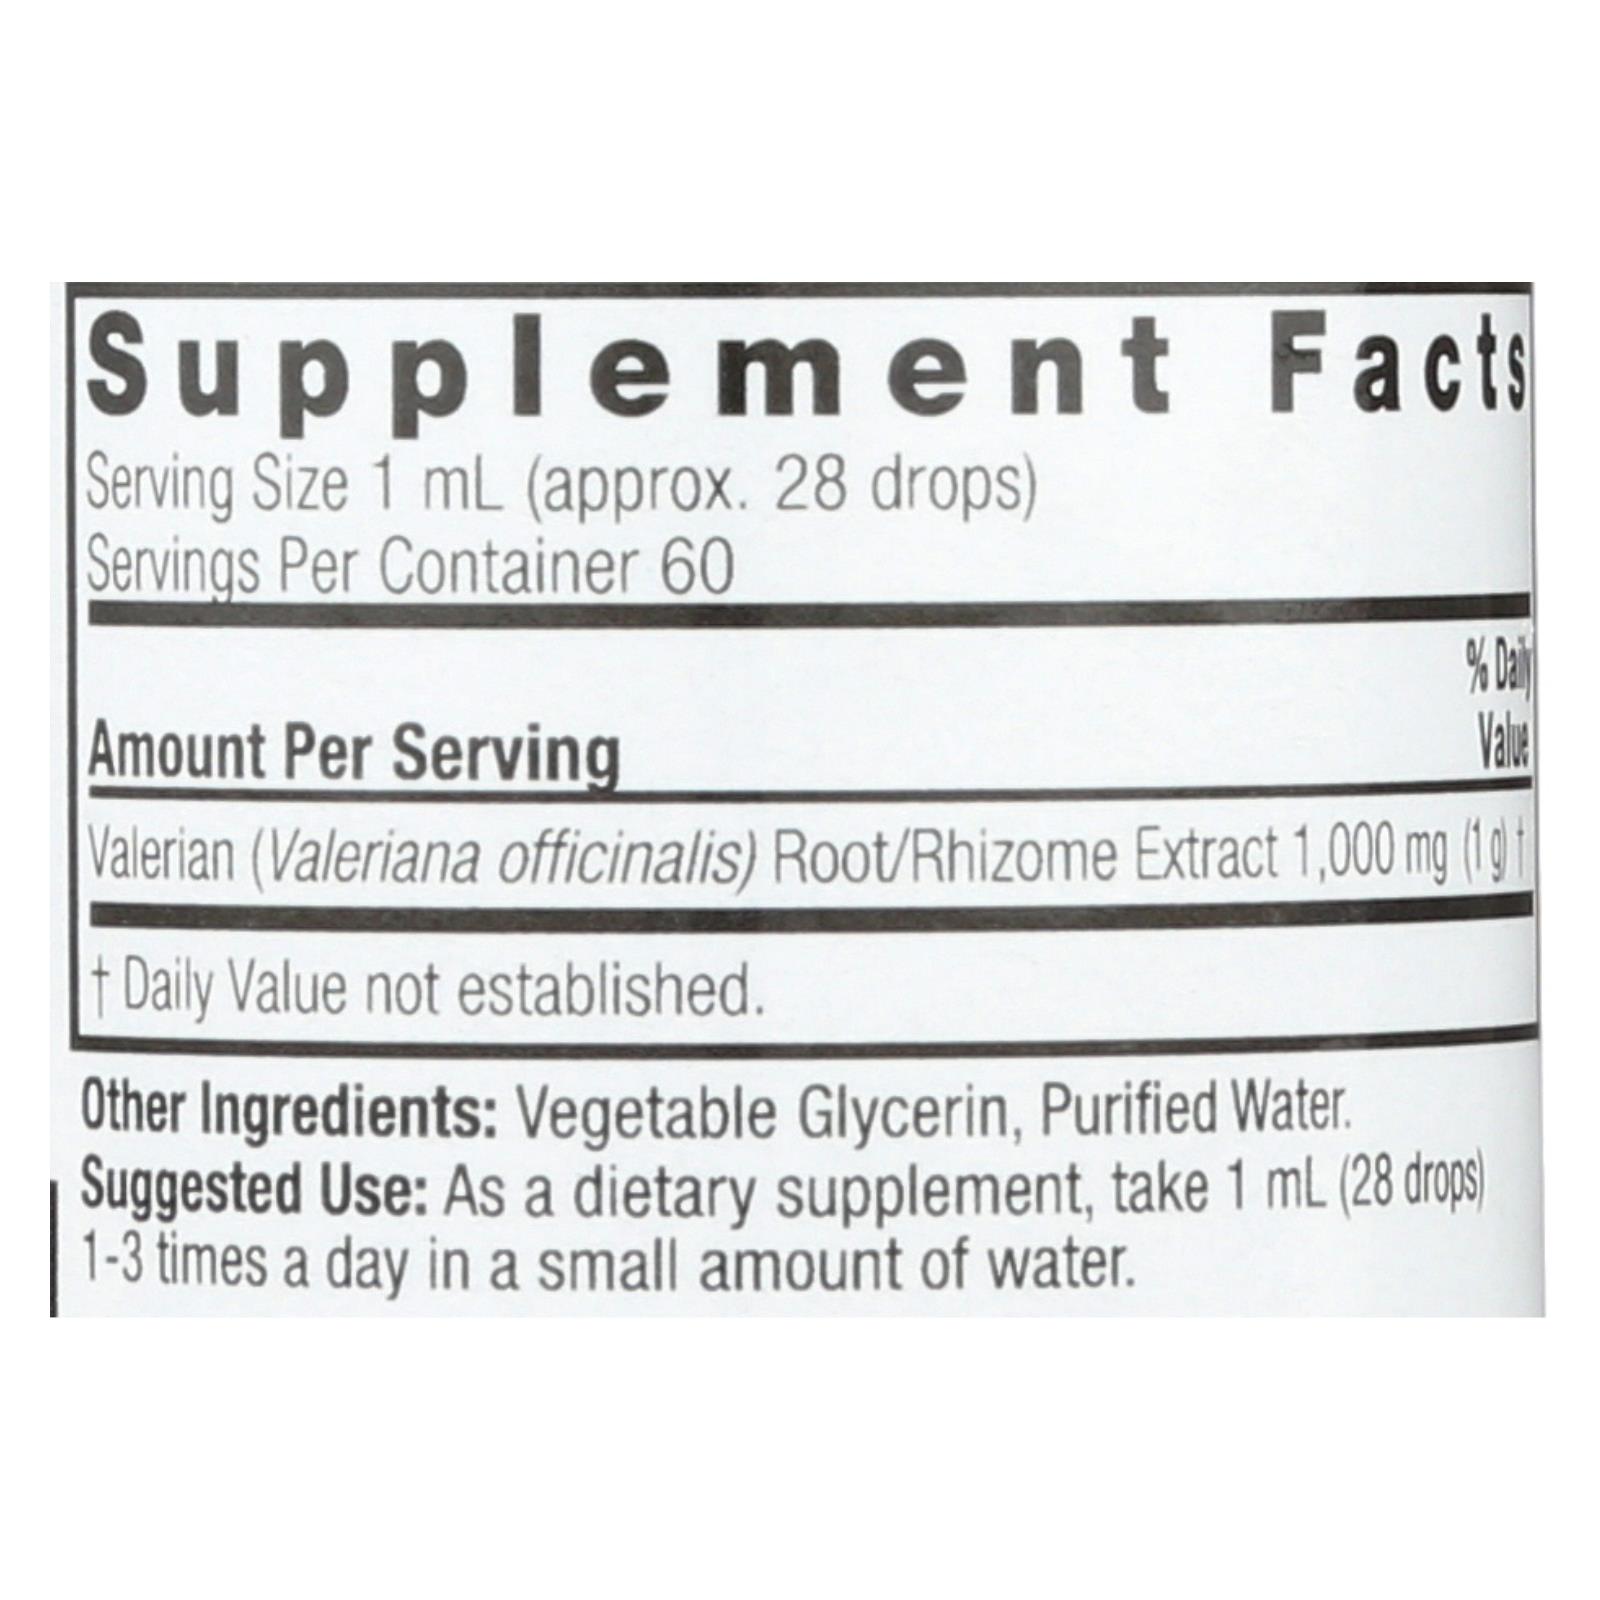 Supplement Facts
Serving Size 1 mL (approx. 28 drops)
Servings Per Container 60
% Daily
Value
Amount Per Serving
Valerian (Valeriana officinalis) Root/Rhizome Extract 1,000 mg (1 g) †
† Daily Value not established.
Other Ingredients: Vegetable Glycerin, Purified Water.
Suggested Use: As a dietary supplement, take 1 mL (28 drops)
1-3 times a day in a small amount of water.